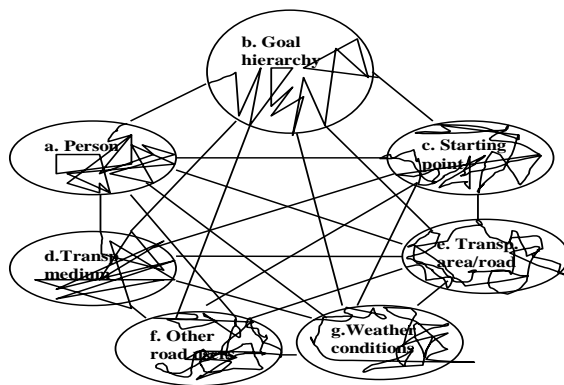 b. Goal
hierarchy
a. Person
c. Starting
point
d.Transp.
medium
e. Transp.
area/road
f. Other
road users
g.Weather
conditions